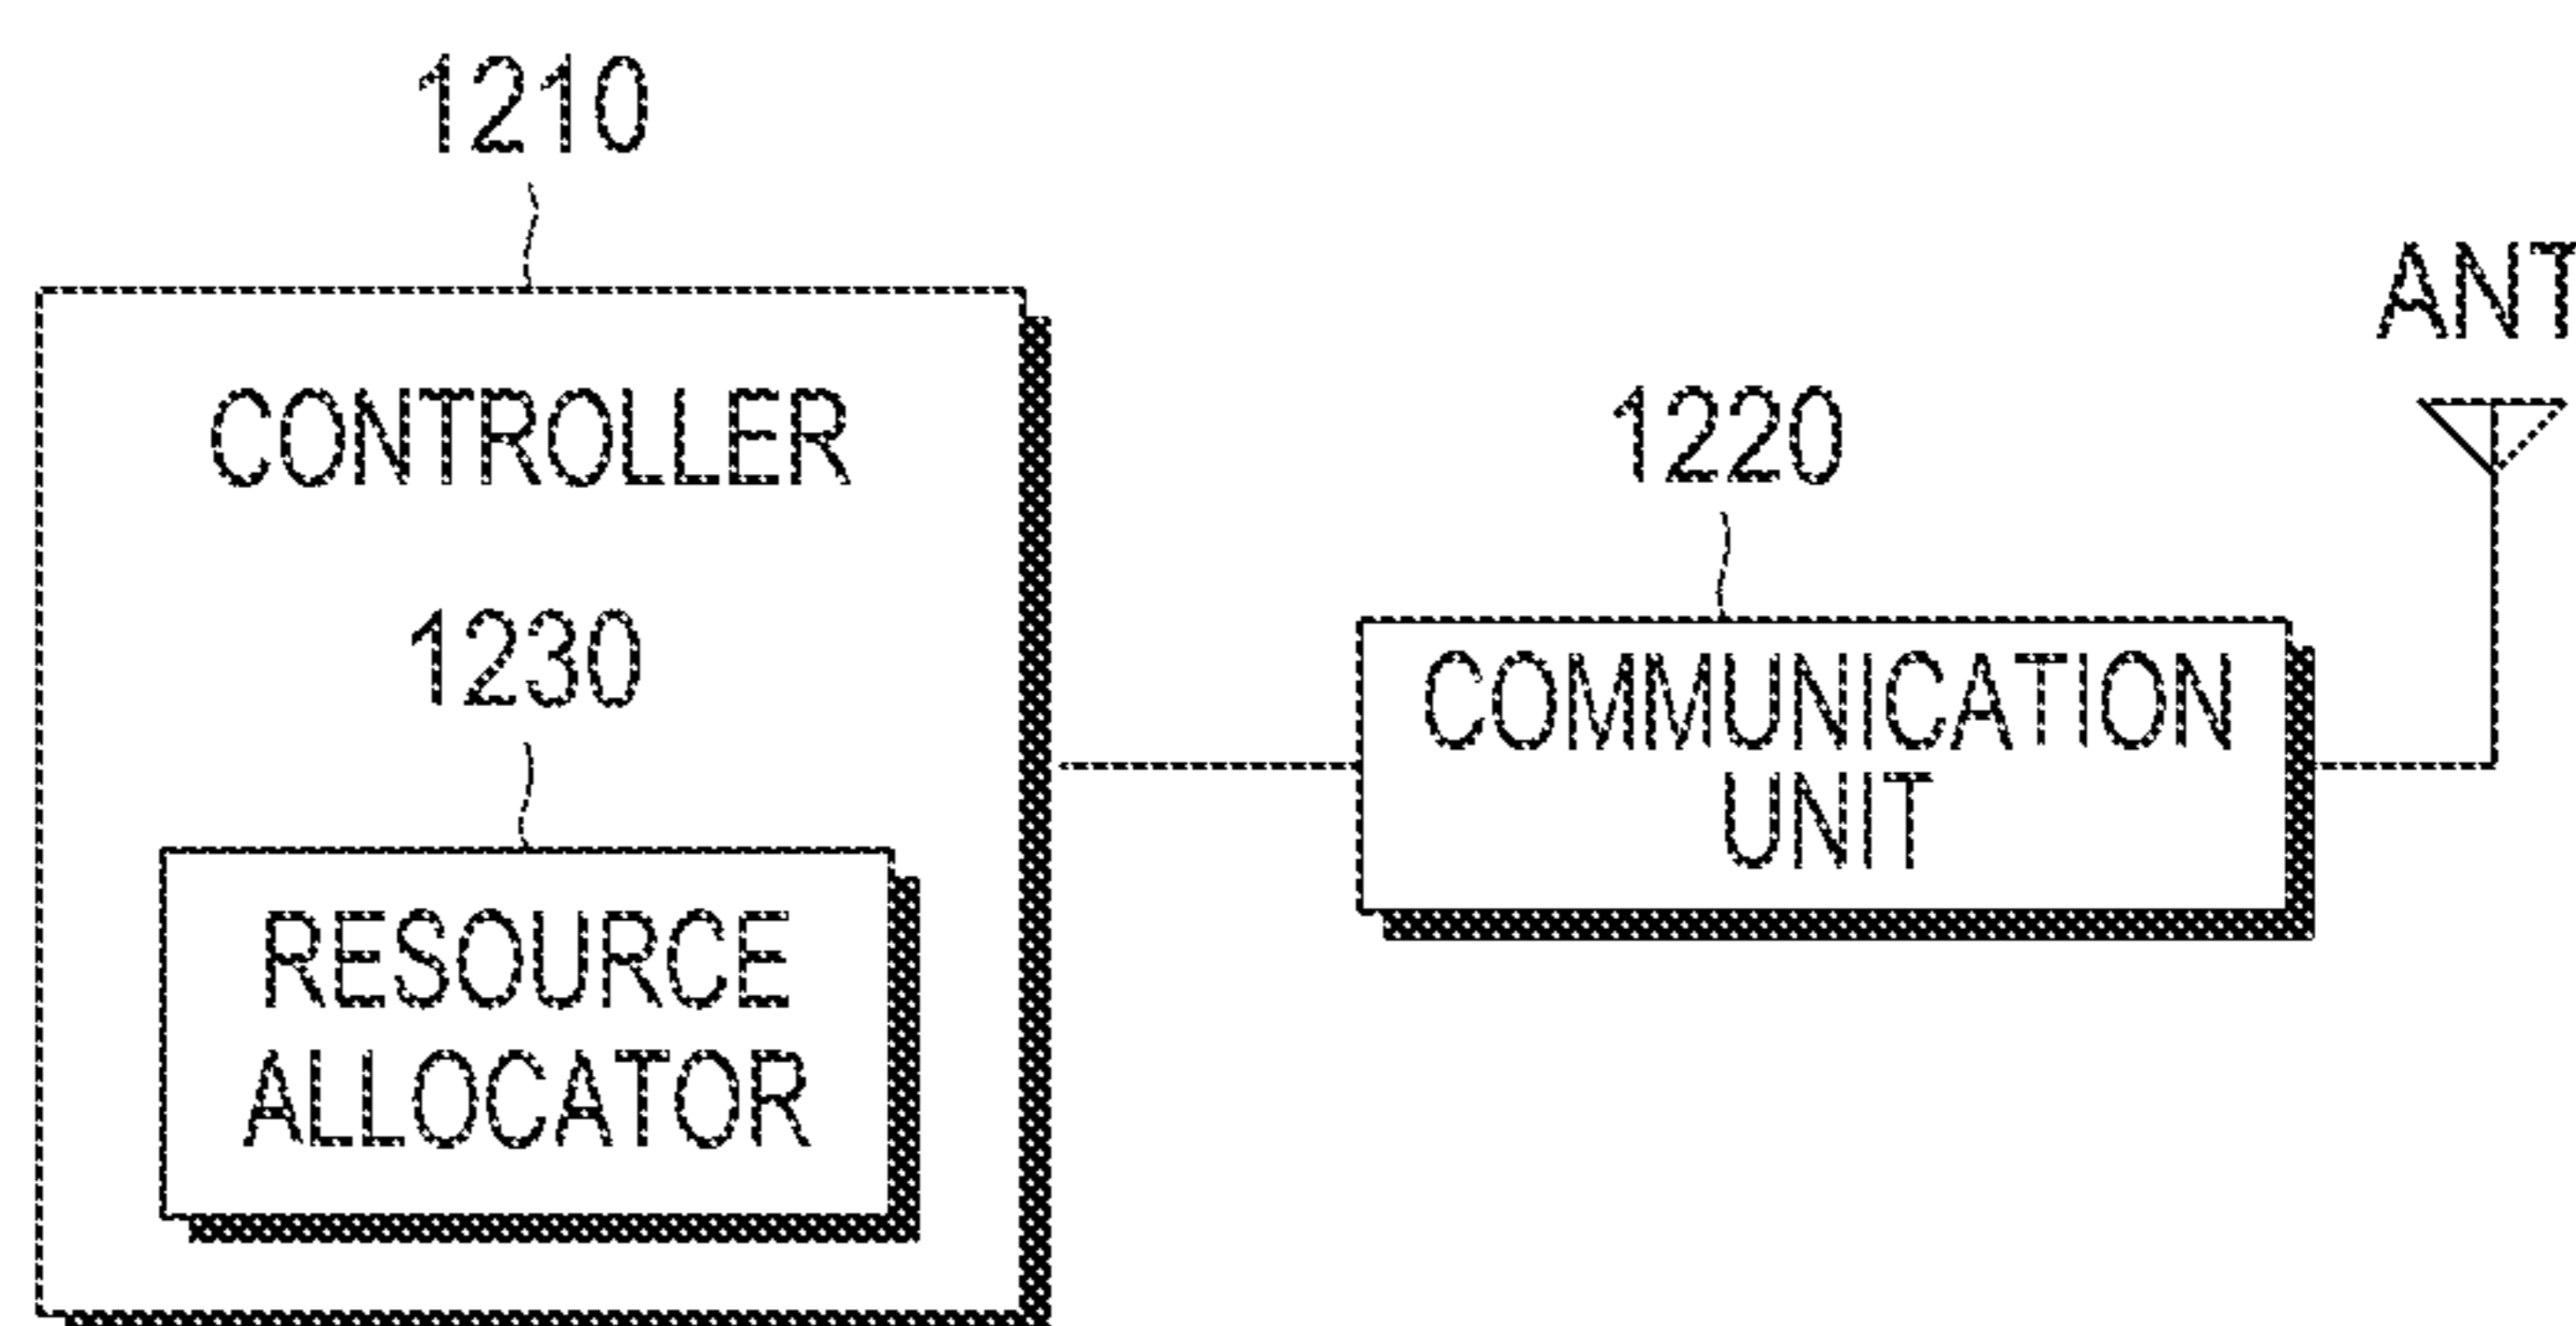 1210
CONTROLLER
1230
RESOURCE
ALLOCATOR
1220
COMMUNICATION
UNIT
ANT